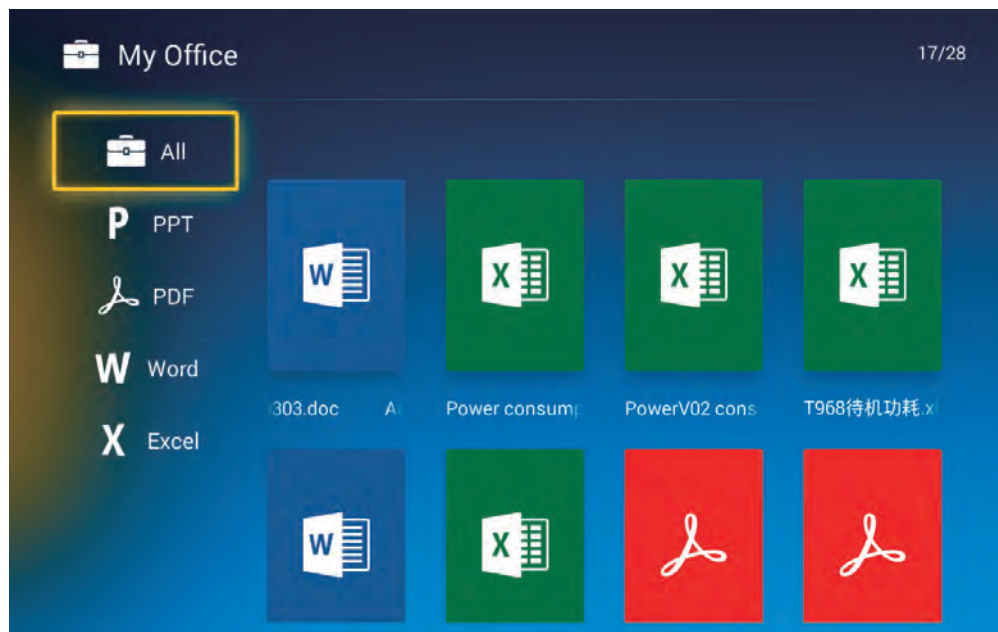 My Office
17/28
All
P PPT
PDF
W Word
X Excel
W
X
X
X
303.doc
Power consum
PowerV02 cons
T968待机功耗.x
W
X